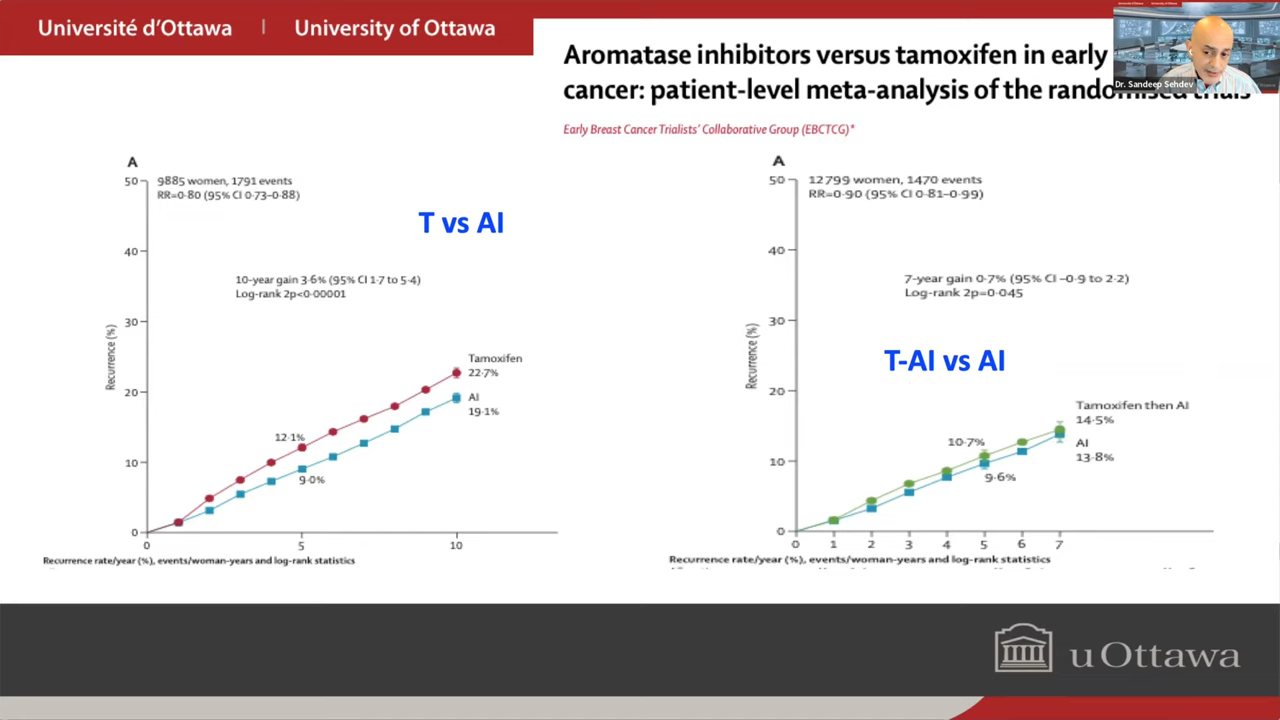 Université d'Ottawa | University of Ottawa
Aromatase inhibitors versus tamoxifen in early
cancer: patient-level meta-analysis of the randomised trials
Early Breast Cancer Trialists' Collaborative Group (EBCTCG)*
Dr. Sandeep Sehdev
A
50
9885 women, 1791 events
RR=0·80 (95% CI 0·73–0·88)
T vs AI
40
10-year gain 3·6% (95% CI 1·7 to 5·4)
Log-rank 2p<0·00001
30
Recurrence (%)
Tamoxifen
22·7%
20
AI
19·1%
12·1%
10
9·0%
0
0
5
10
Recurrence rate/year (%), events/woman-years and log-rank statistics
A
50
12799 women, 1470 events
RR=0·90 (95% CI 0·81–0·99)
40
7-year gain 0·7% (95% CI –0·9 to 2·2)
Log-rank 2p=0·045
30
Recurrence (%)
T-AI vs AI
20
Tamoxifen then AI
14·5%
10·7%
AI
13·8%
10
9·6%
0
0 1 2 3 4 5 6 7
Recurrence rate/year (%), events/woman-years and log-rank statistics
uOttawa